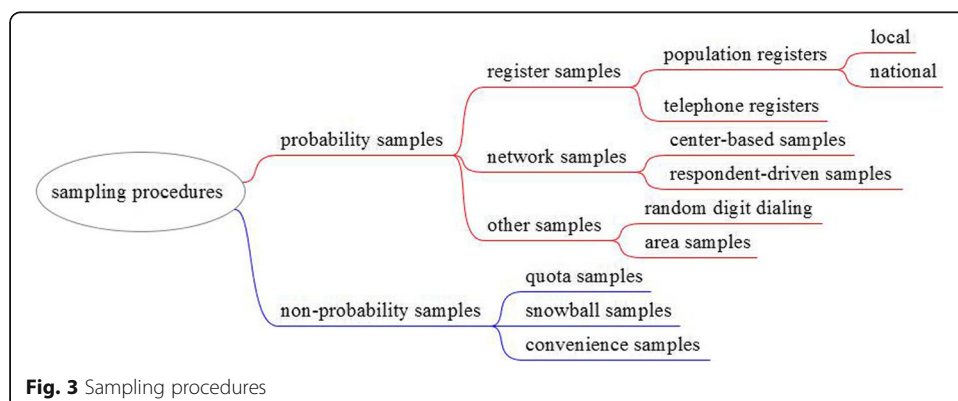 sampling procedures
probability samples
register samples
population registers
local
national
telephone registers
network samples
center-based samples
respondent-driven samples
other samples
random digit dialing
area samples
non-probability samples
quota samples
snowball samples
convenience samples
Fig. 3 Sampling procedures